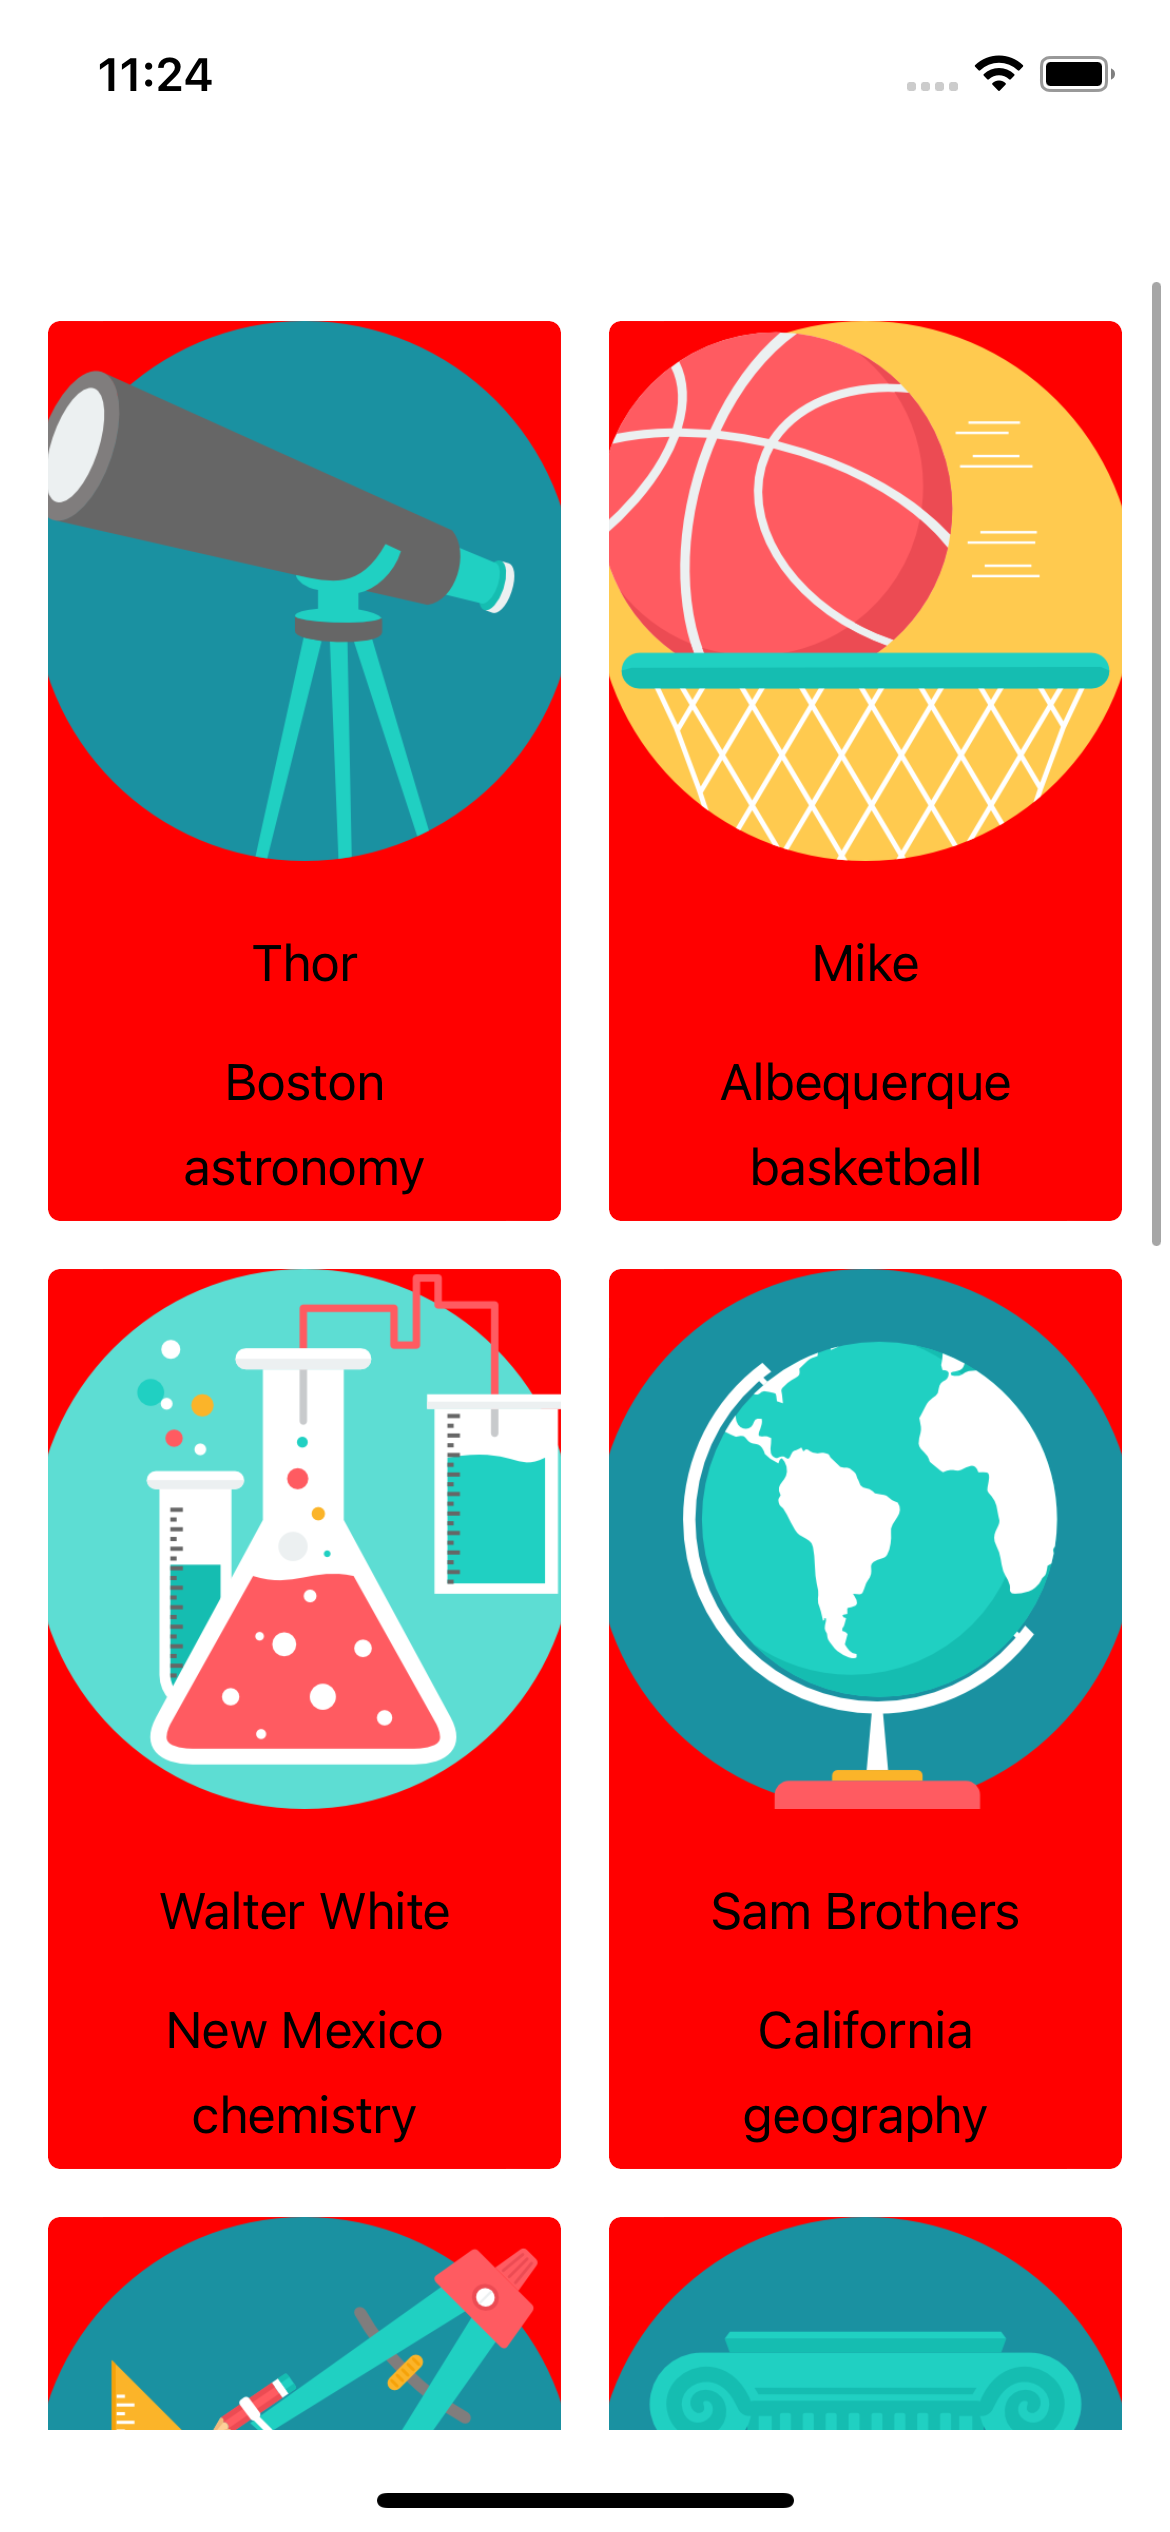 11:24
Thor
Mike
Boston
Albequerque
astronomy
basketball
Walter White
Sam Brothers
New Mexico
California
chemistry
geography